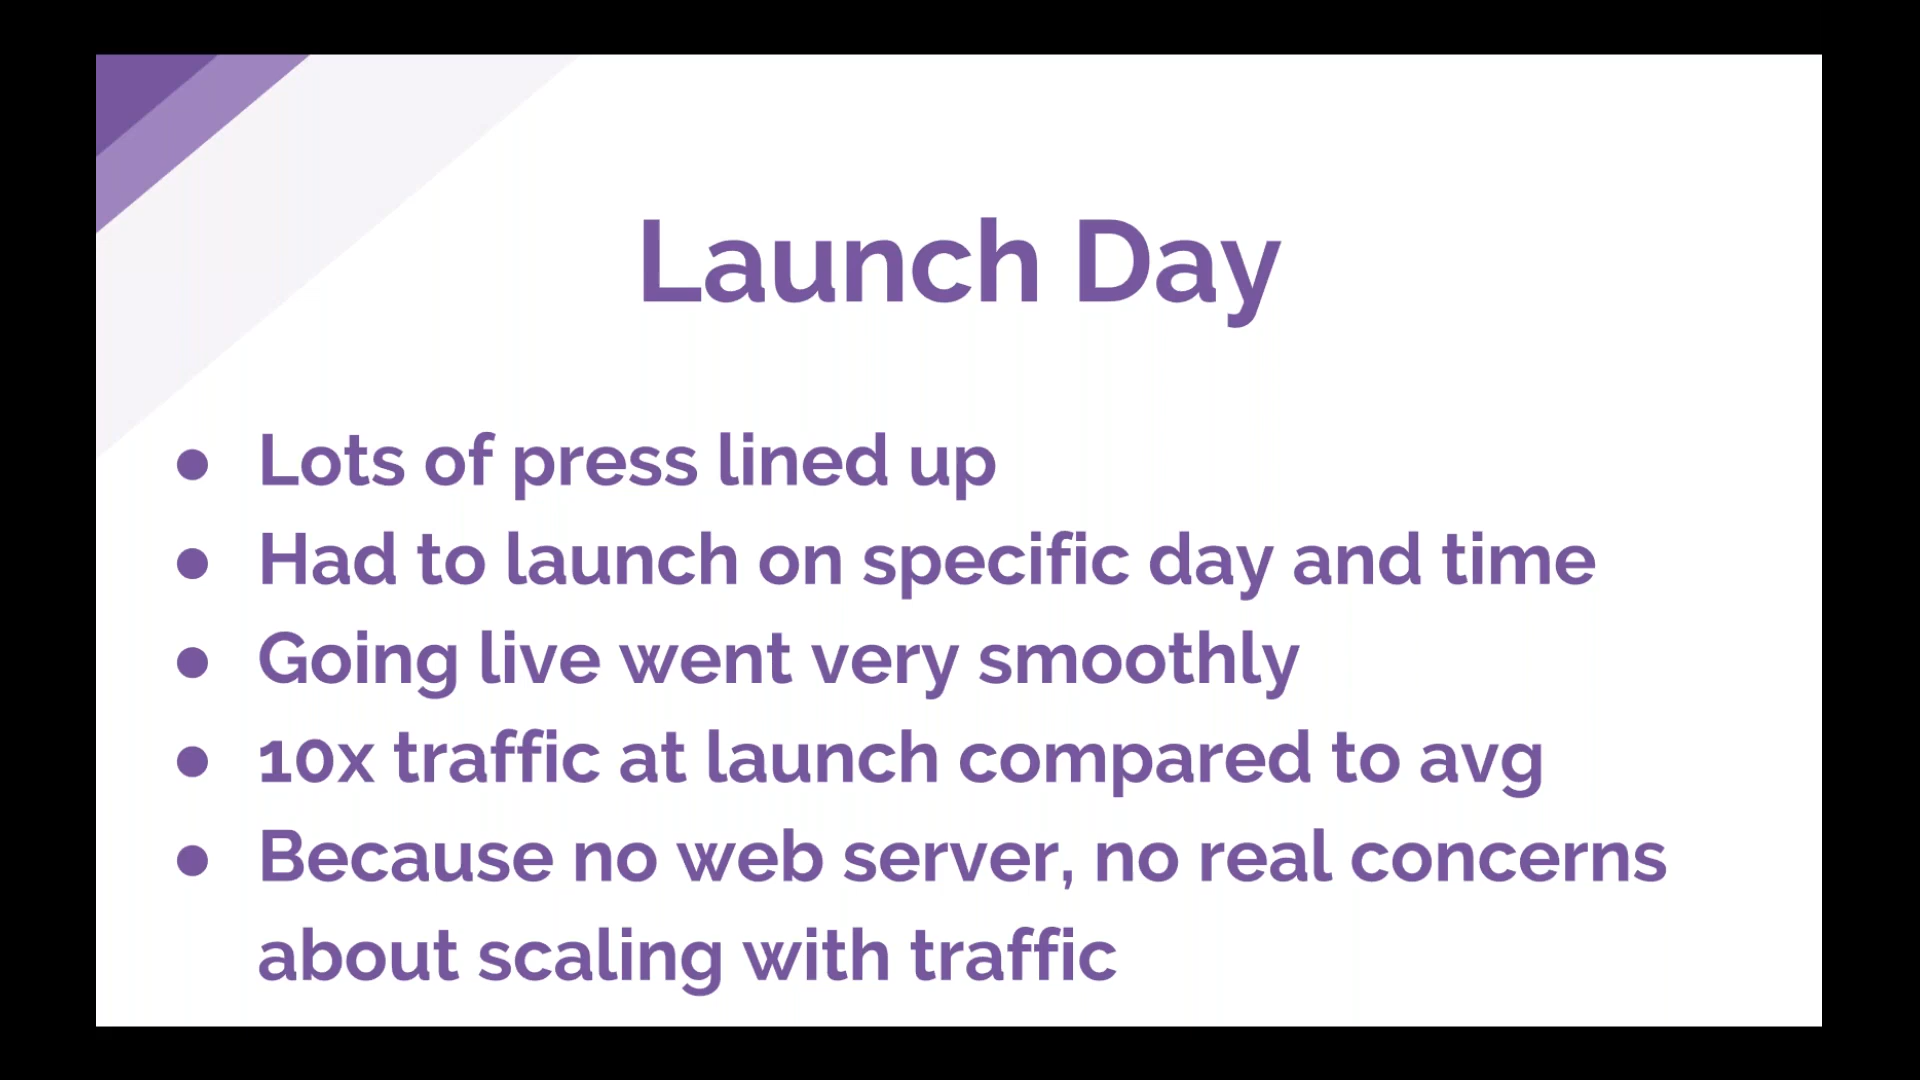 Launch Day
● Lots of press lined up
● Had to launch on specific day and time
● Going live went very smoothly
● 10x traffic at launch compared to avg
● Because no web server, no real concerns
about scaling with traffic